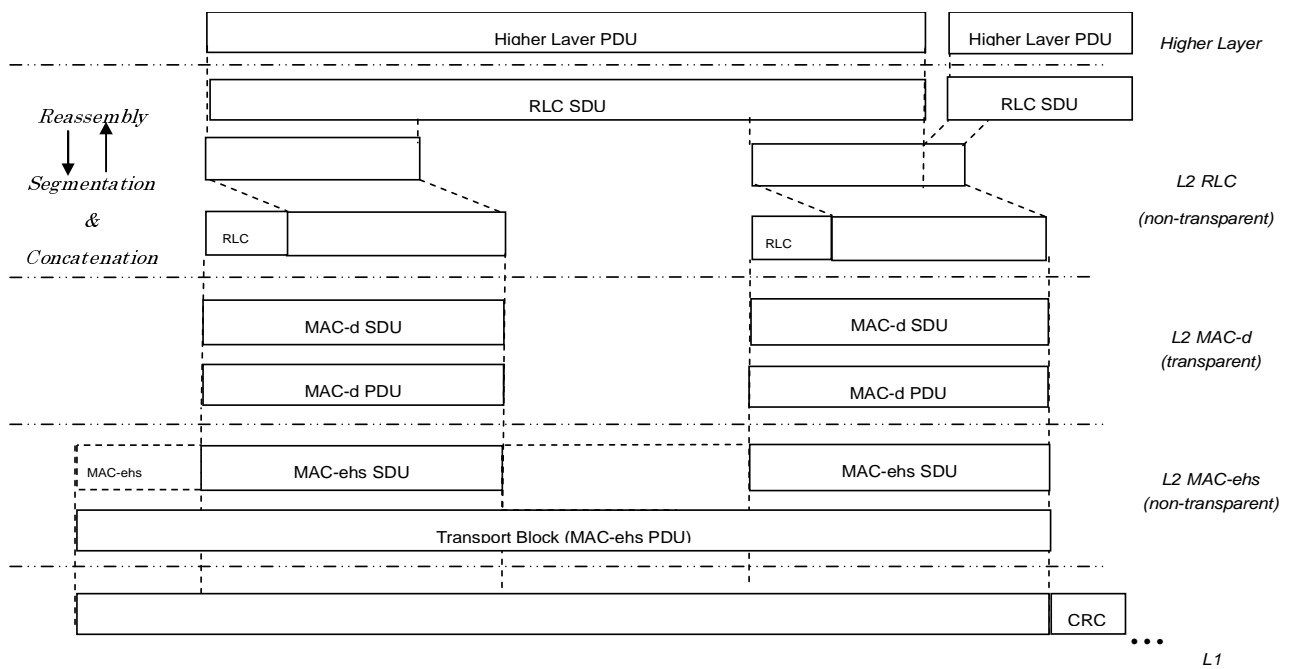 Higher Layer PDU
Higher Layer PDU
Higher Layer
RLC SDU
RLC SDU
Reassembly
Segmentation
&
Concatenation
L2 RLC
(non-transparent)
RLC
RLC
MAC-d SDU
MAC-d SDU
L2 MAC-d
(transparent)
MAC-d PDU
MAC-d PDU
MAC-ehs
MAC-ehs SDU
MAC-ehs SDU
L2 MAC-ehs
(non-transparent)
Transport Block (MAC-ehs PDU)
CRC
•••
L1